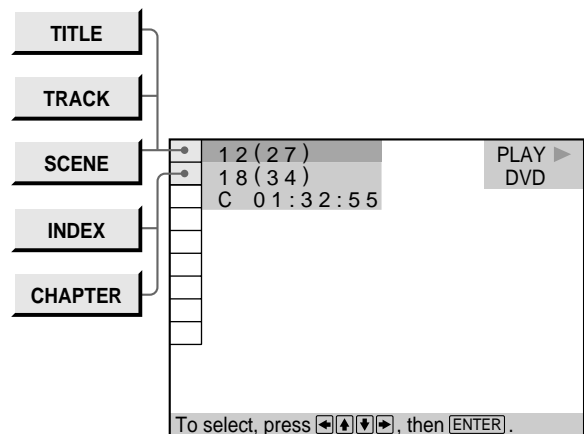 TITLE
TRACK
SCENE
INDEX
CHAPTER
12(27)
18(34)
C 01:32:55
PLAY
DVD
To select, press , then ENTER .